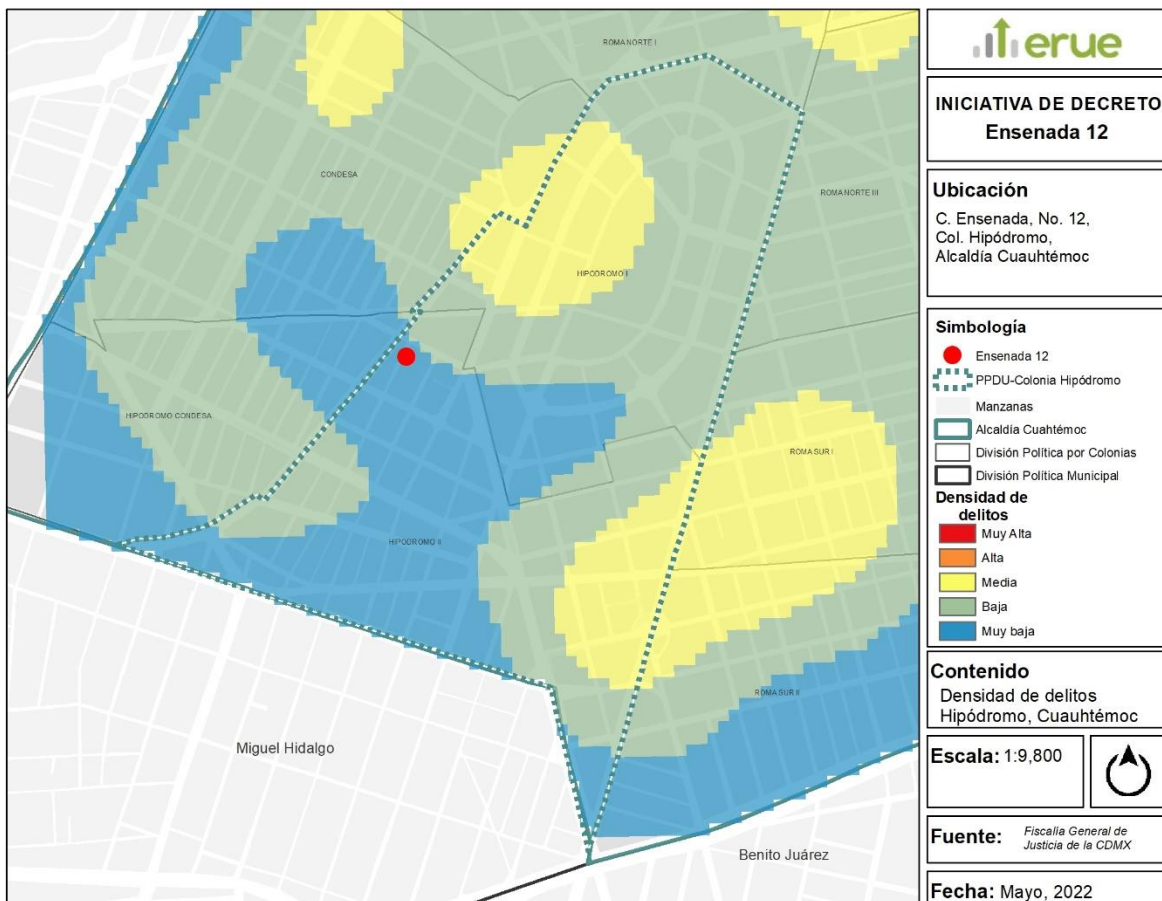 ROMA NORTE I
CONDESA
ROMA NORTE III
HIPODROMO I
HIPODROMO CONDESA
ROMA SUR I
HIPODROMO II
ROMA SUR II
Miguel Hidalgo
Benito Juárez
erue
INICIATIVA DE DECRETO
Ensenada 12
Ubicación
C. Ensenada, No. 12,
Col. Hipódromo,
Alcaldía Cuauhtémoc
Simbología
Ensenada 12
PPDU-Colonia Hipódromo
Manzanas
Alcaldía Cuahtémoc
División Política por Colonias
División Política Municipal
Densidad de
delitos
Muy Alta
Alta
Media
Baja
Muy baja
Contenido
Densidad de delitos
Hipódromo, Cuauhtémoc
Escala: 1:9,800
Fuente: Fiscalía General de
Justicia de la CDMX
Fecha: Mayo, 2022